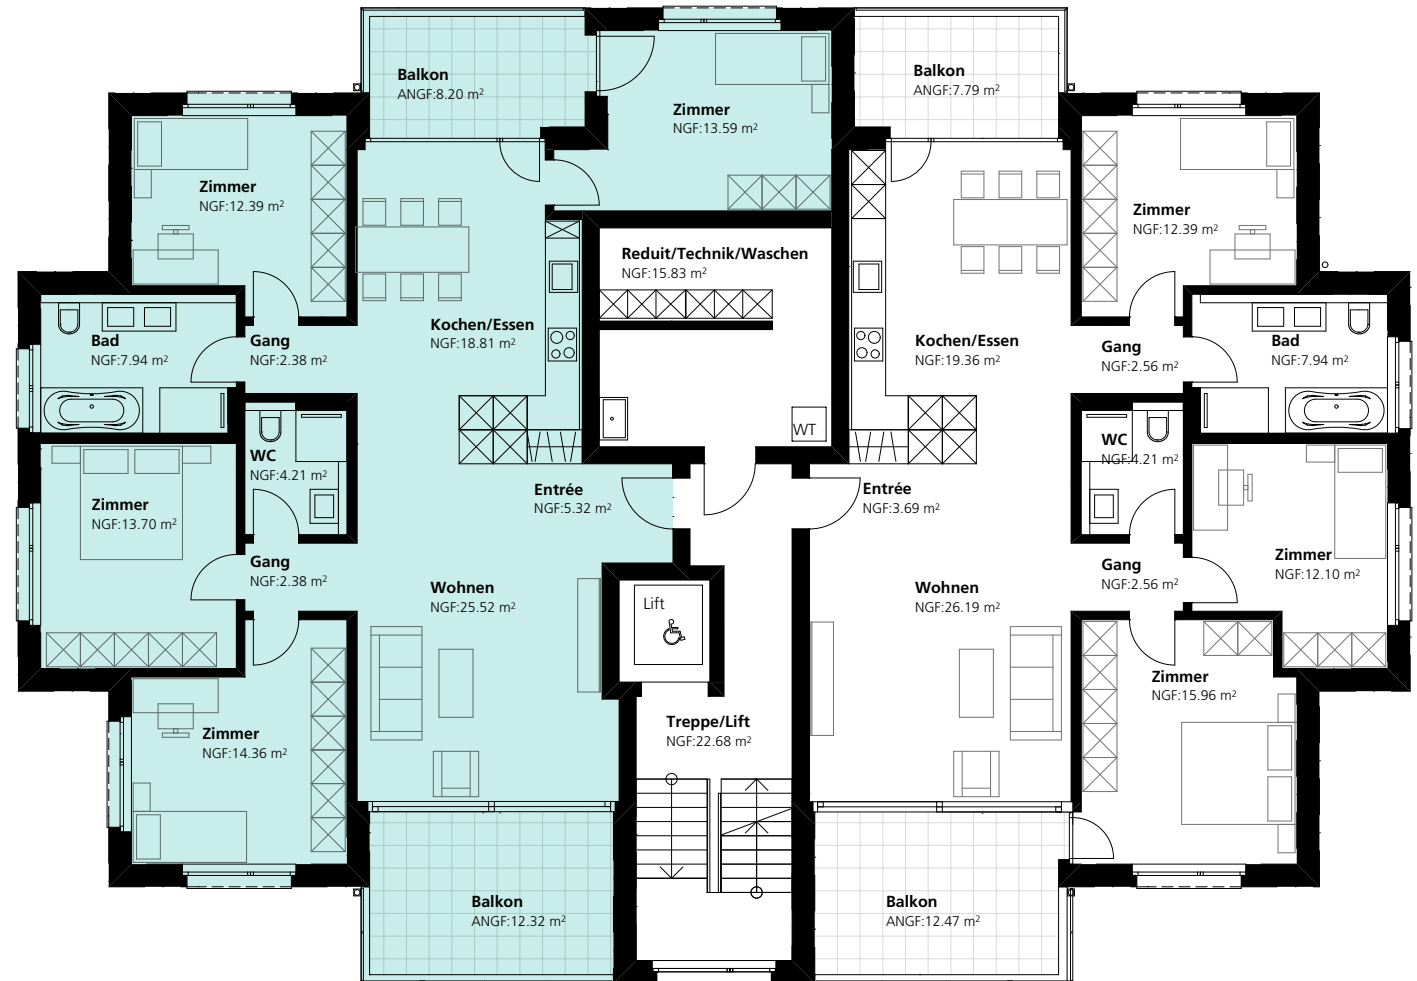 Balkon
ANGF:8.20 m²
Zimmer
NGF:13.59 m²
Balkon
ANGF:7.79 m²
Zimmer
NGF:12.39 m²
Zimmer
NGF:12.39 m²
Reduit/Technik/Waschen
NGF:15.83 m²
Bad
NGF:7.94 m²
Gang
NGF:2.38 m²
Kochen/Essen
NGF:18.81 m²
Kochen/Essen
NGF:19.36 m²
Gang
NGF:2.56 m²
Bad
NGF:7.94 m²
WT
WC
NGF:4.21 m²
WC
NGF:4.21 m²
Zimmer
NGF:13.70 m²
Entrée
NGF:5.32 m²
Entrée
NGF:3.69 m²
Gang
NGF:2.38 m²
Gang
NGF:2.56 m²
Zimmer
NGF:12.10 m²
Wohnen
NGF:25.52 m²
Lift
Wohnen
NGF:26.19 m²
Zimmer
NGF:14.36 m²
Treppe/Lift
NGF:22.68 m²
Zimmer
NGF:15.96 m²
Balkon
ANGF:12.32 m²
Balkon
ANGF:12.47 m²